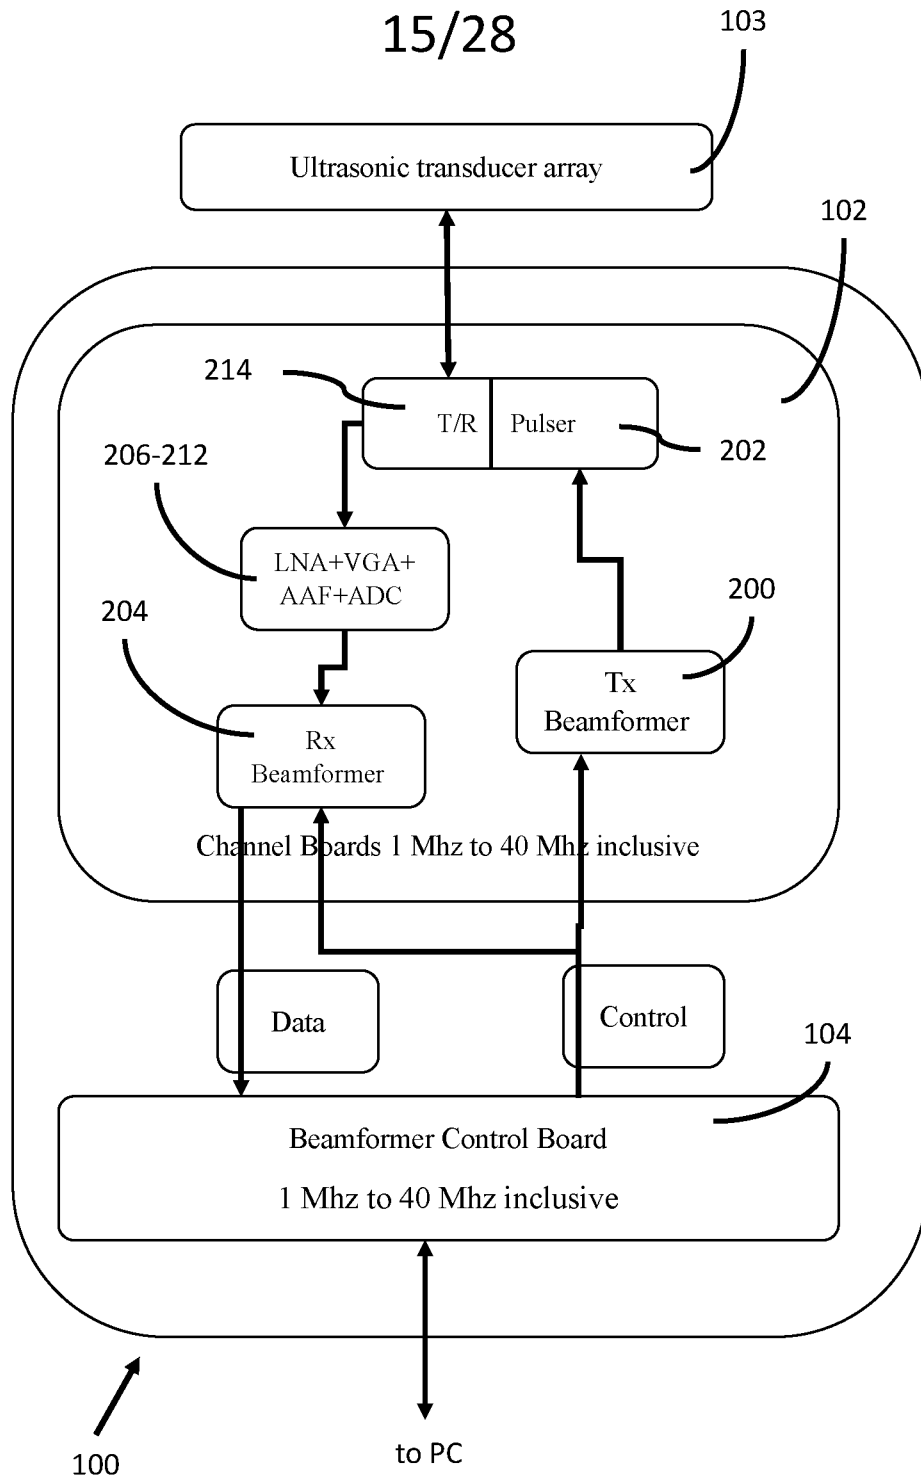 15/28
103
Ultrasonic transducer array
102
214
T/R
Pulser
202
206-212
LNA+VGA+
AAF+ADC
204
200
Tx
Beamformer
Rx
Beamformer
Channel Boards 1 Mhz to 40 Mhz inclusive
Data
Control
104
Beamformer Control Board
1 Mhz to 40 Mhz inclusive
100
to PC